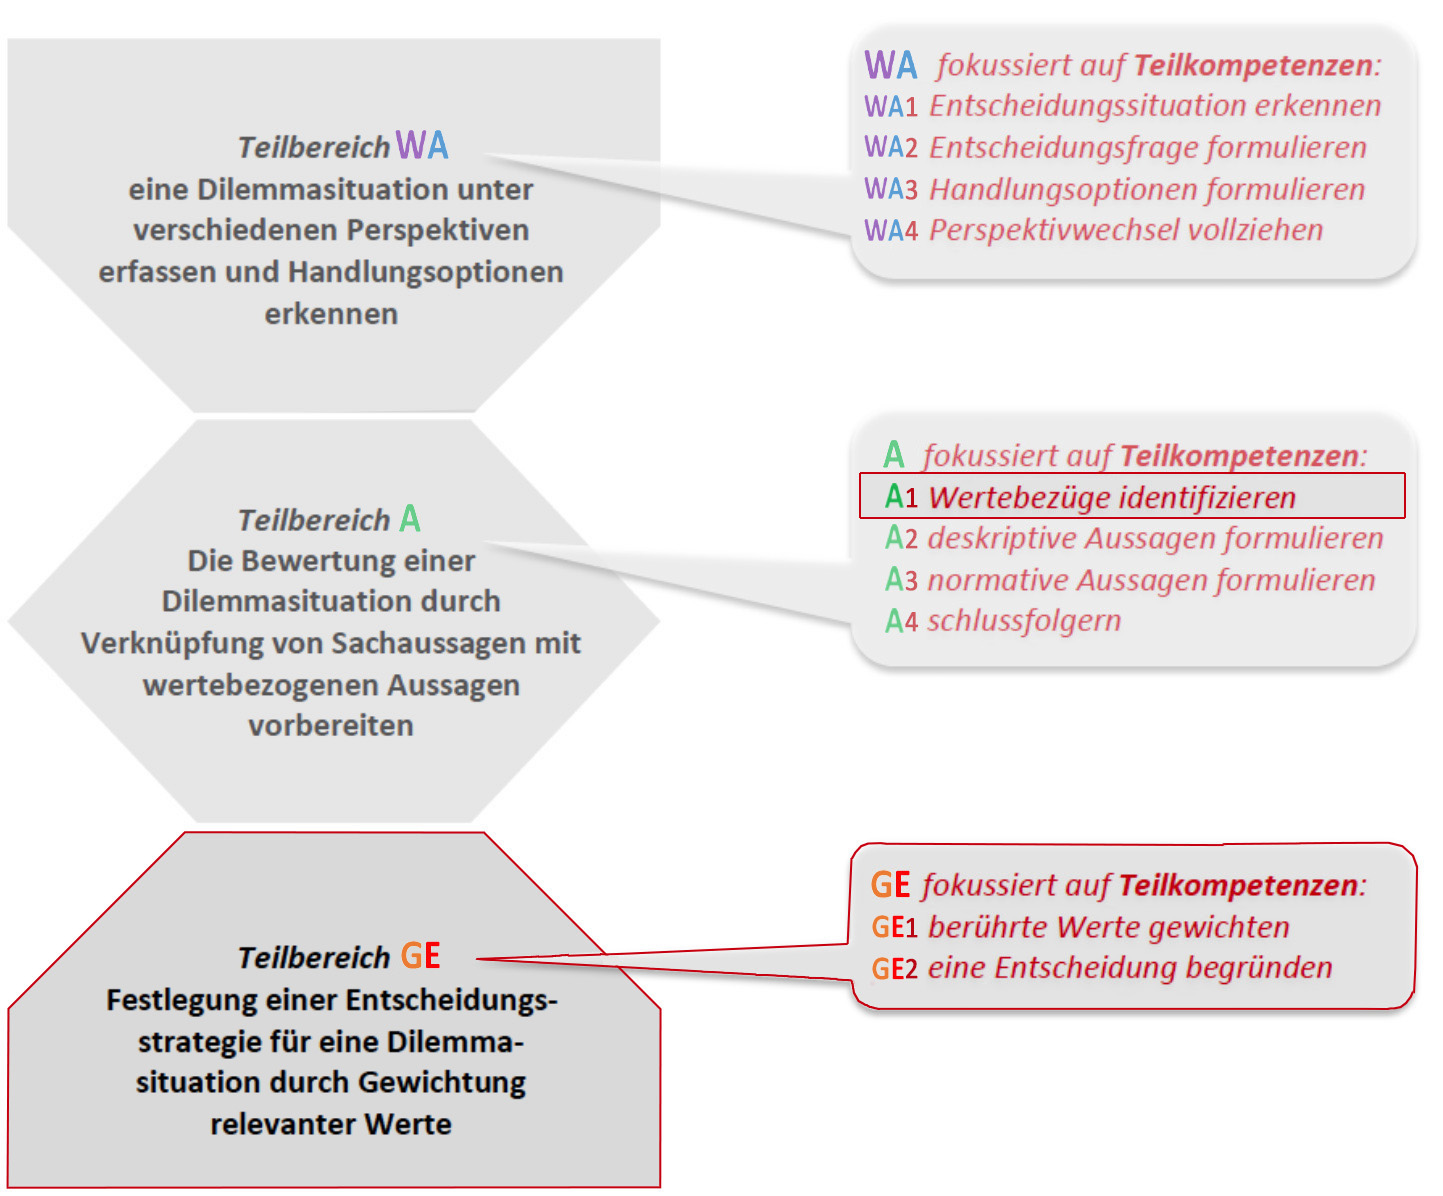 Teilbereich WA
eine Dilemmasituation unter
verschiedenen Perspektiven
erfassen und Handlungsoptionen
erkennen
WA fokussiert auf Teilkompetenzen:
WA1 Entscheidungssituation erkennen
WA2 Entscheidungsfrage formulieren
WA3 Handlungsoptionen formulieren
WA4 Perspektivwechsel vollziehen
Teilbereich A
Die Bewertung einer
Dilemmasituation durch
Verknüpfung von Sachaussagen mit
wertebezogenen Aussagen
vorbereiten
A fokussiert auf Teilkompetenzen:
A1 Wertebezüge identifizieren
A2 deskriptive Aussagen formulieren
A3 normative Aussagen formulieren
A4 schlussfolgern
Teilbereich GE
Festlegung einer Entscheidungs-
strategie für eine Dilemma-
situation durch Gewichtung
relevanter Werte
GE fokussiert auf Teilkompetenzen:
GE1 berührte Werte gewichten
GE2 eine Entscheidung begründen